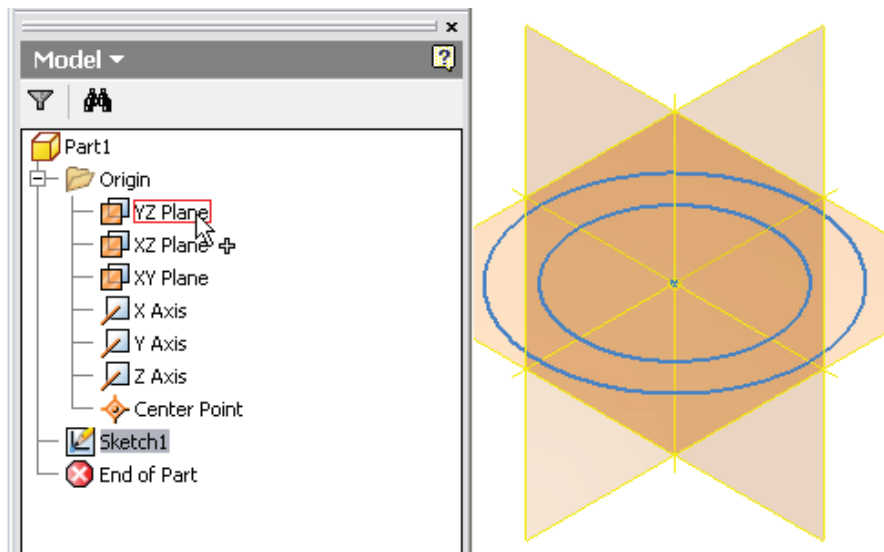 Model
Part1
Origin
YZ Plane
XZ Plane
XY Plane
X Axis
Y Axis
Z Axis
Center Point
Sketch1
End of Part